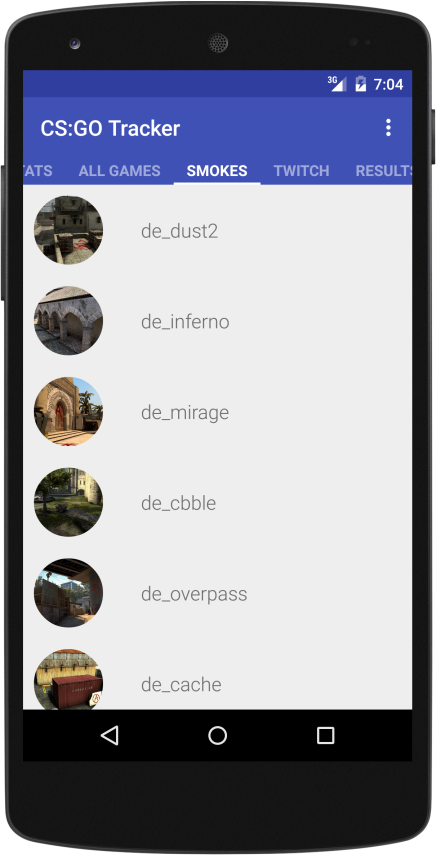 3G 7:04
CS:GO Tracker
TATS ALL GAMES SMOKES TWITCH RESULTS
de_dust2
de_inferno
de_mirage
de_cbble
de_overpass
de_cache